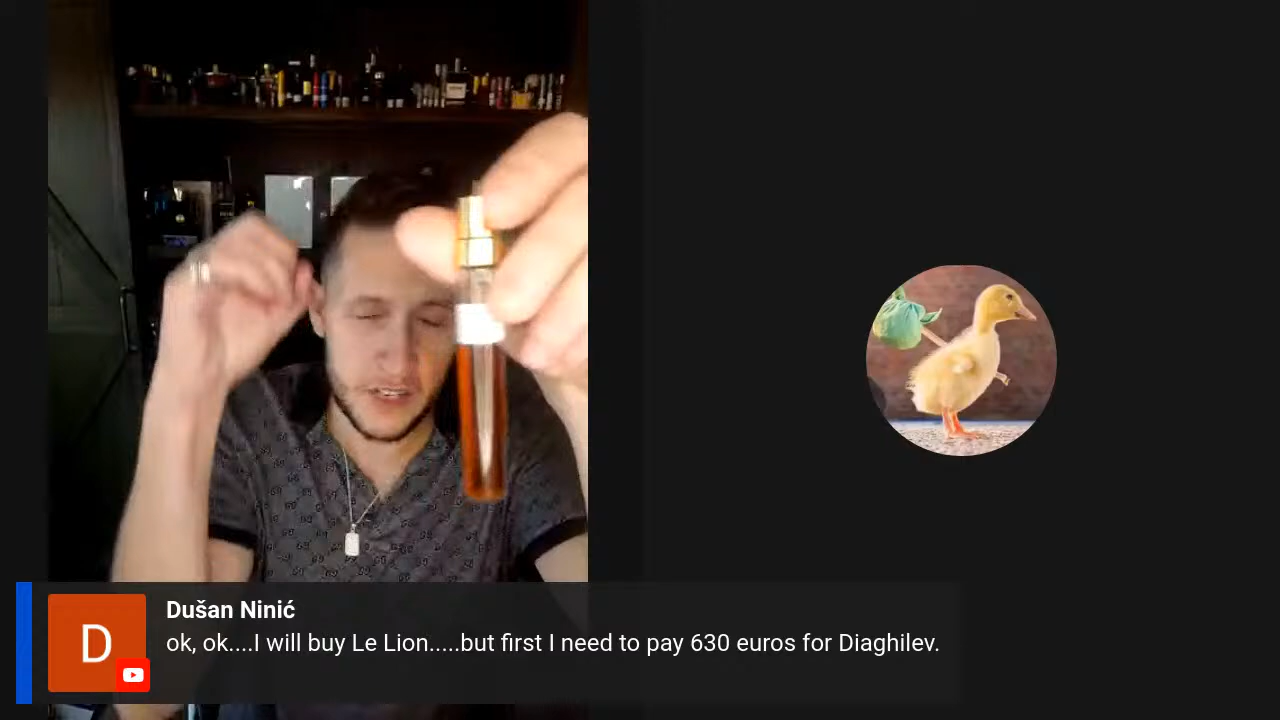 D
Dušan Ninić
ok, ok....I will buy Le Lion.....but first I need to pay 630 euros for Diaghilev.